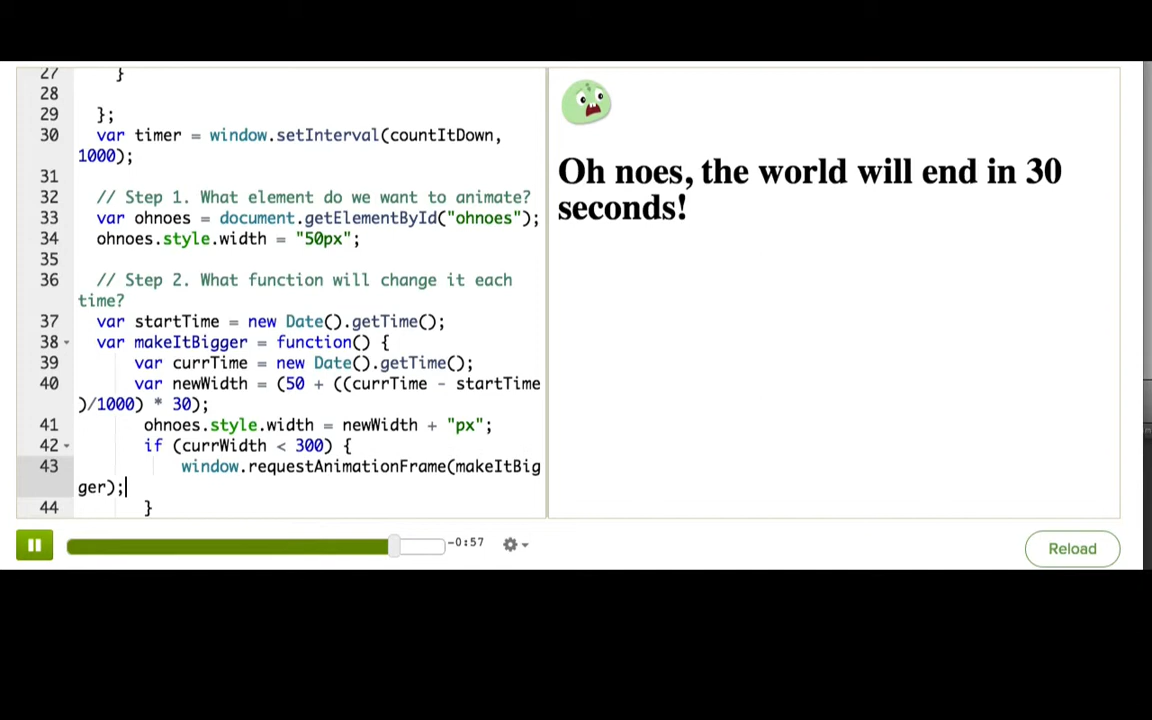 27 }
28
29 };
30 var timer = window.setInterval(countItDown,
1000);
31
32 // Step 1. What element do we want to animate?
33 var ohnoes = document.getElementById("ohnoes");
34 ohnoes.style.width = "50px";
35
36 // Step 2. What function will change it each
time?
37 var startTime = new Date().getTime();
38 var makeItBigger = function() {
39 var currTime = new Date().getTime();
40 var newWidth = (50 + ((currTime - startTime
)/1000) * 30);
41 ohnoes.style.width = newWidth + "px";
42 if (currWidth < 300) {
43 window.requestAnimationFrame(makeItBig
ger);
44 }
Oh noes, the world will end in 30
seconds!
-0:57
Reload